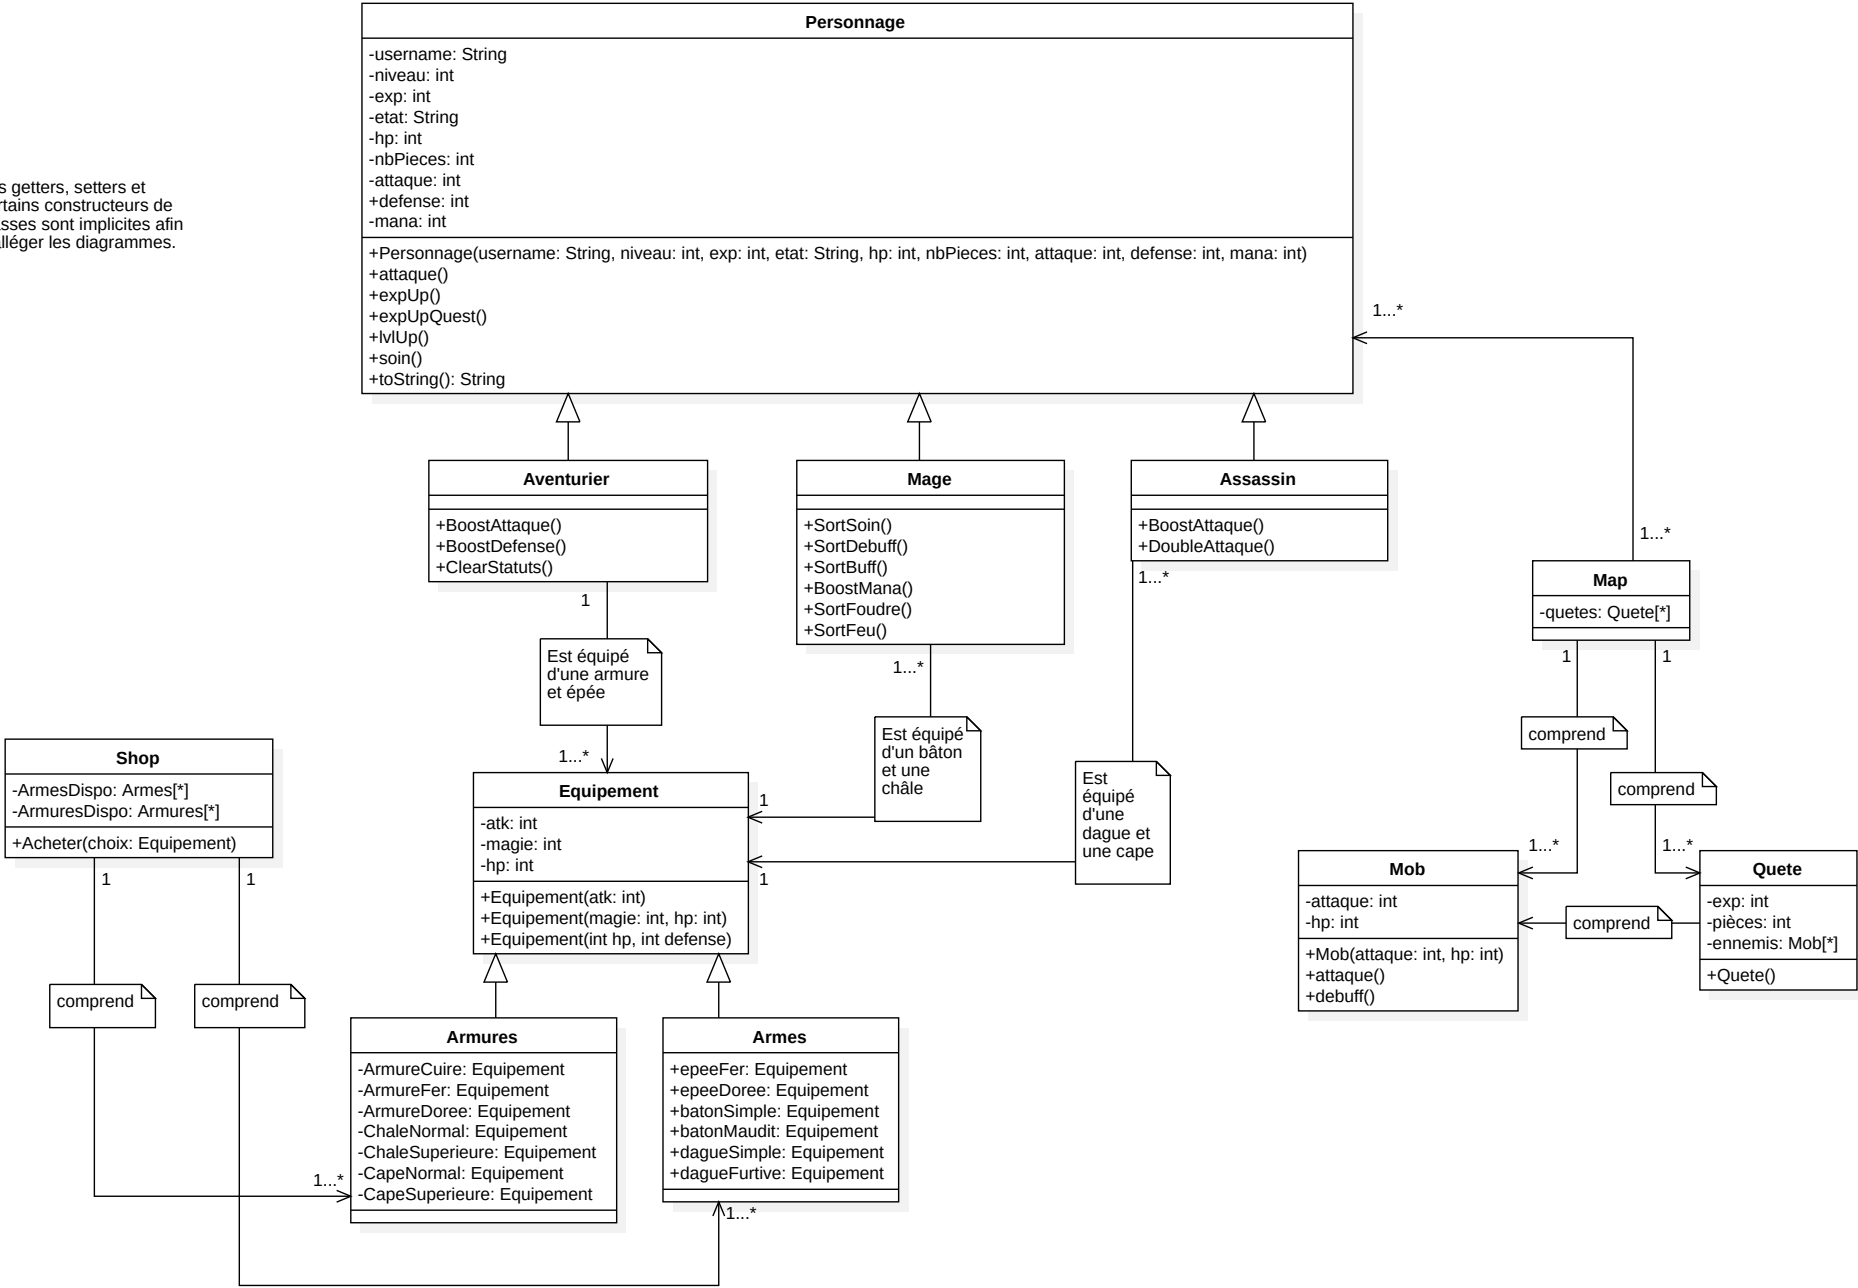 Personnage
-username: String
-niveau: int
-exp: int
-etat: String
-hp: int
-nbPieces: int
-attaque: int
+defense: int
-mana: int
+Personnage(username: String, niveau: int, exp: int, etat: String, hp: int, nbPieces: int, attaque: int, defense: int, mana: int)
+attaque()
+expUp()
+expUpQuest()
+lvlUp()
+soin()
+toString(): String
getters, setters et
constructeurs de
sont implicites afin
les diagrammes.
1...*
1...*
Aventurier
+BoostAttaque()
+BoostDefense()
+ClearStatuts()
1
Est équipé
d'une armure
et épée
1...*
Mage
+SortSoin()
+SortDebuff()
+SortBuff()
+BoostMana()
+SortFoudre()
+SortFeu()
1...*
Est équipé
d'un bâton
et une
châle
1
Assassin
+BoostAttaque()
+DoubleAttaque()
1...*
Est
équipé
d'une
dague et
une cape
1
Map
-quetes: Quete[*]
1
1
comprend
comprend
1...*
1...*
Shop
-ArmesDispo: Armes[*]
-ArmuresDispo: Armures[*]
+Acheter(choix: Equipement)
1
1
comprend
comprend
1...*
1...*
Equipement
-atk: int
-magie: int
-hp: int
+Equipement(atk: int)
+Equipement(magie: int, hp: int)
+Equipement(int hp, int defense)
Mob
-attaque: int
-hp: int
+Mob(attaque: int, hp: int)
+attaque()
+debuff()
comprend
Quete
-exp: int
-pièces: int
-ennemis: Mob[*]
+Quete()
Armures
-ArmureCuire: Equipement
-ArmureFer: Equipement
-ArmureDoree: Equipement
-ChaleNormal: Equipement
-ChaleSuperieure: Equipement
-CapeNormal: Equipement
-CapeSuperieure: Equipement
Armes
+epeeFer: Equipement
+epeeDoree: Equipement
+batonSimple: Equipement
+batonMaudit: Equipement
+dagueSimple: Equipement
+dagueFurtive: Equipement